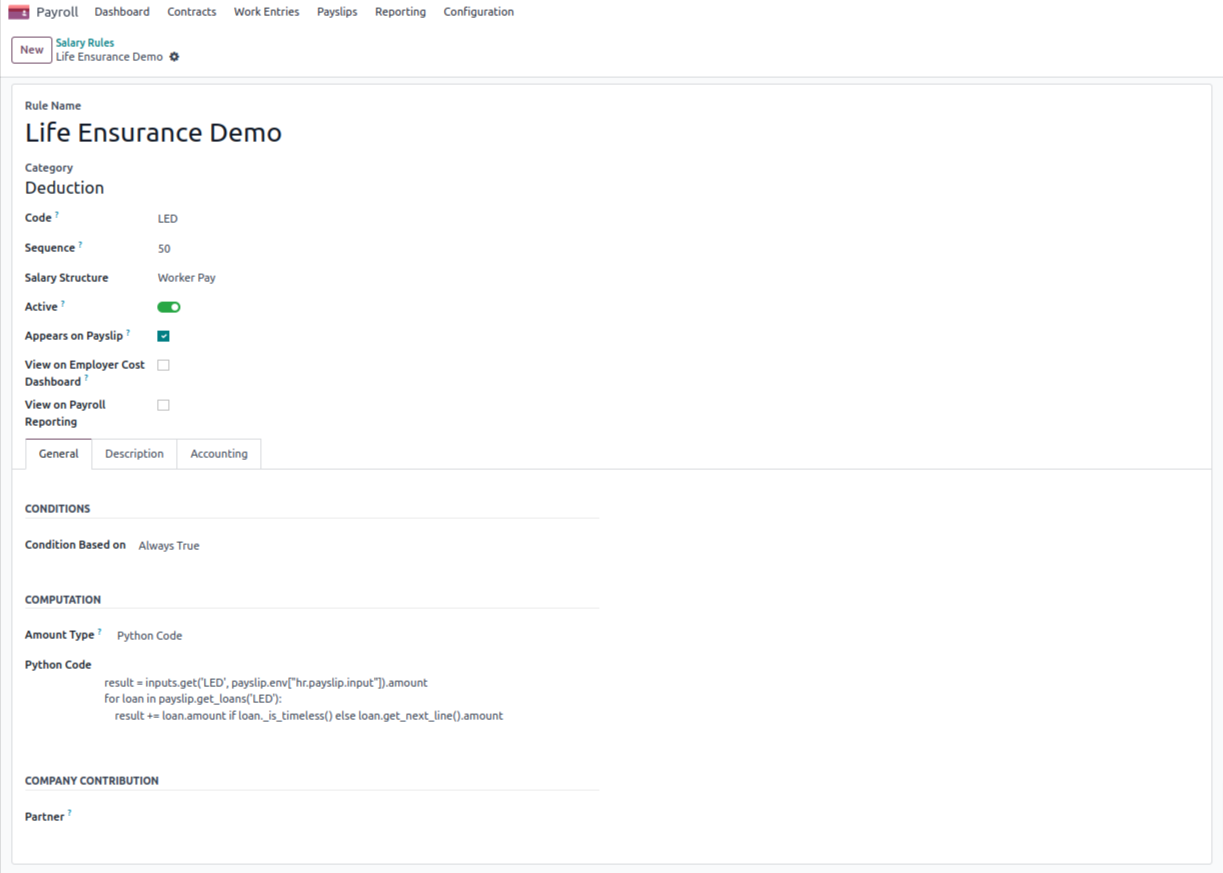 Payroll Dashboard Contracts Work Entries Payslips Reporting Configuration
New Salary Rules
Life Ensurance Demo
Rule Name
Life Ensurance Demo
Category
Deduction
Code ? LED
Sequence ? 50
Salary Structure Worker Pay
Active ?
Appears on Payslip ?
View on Employer Cost
Dashboard ?
View on Payroll
Reporting
General Description Accounting
CONDITIONS
Condition Based on Always True
COMPUTATION
Amount Type ? Python Code
Python Code
result = inputs.get('LED', payslip.env["hr.payslip.input"]).amount
for loan in payslip.get_loans('LED'):
result += loan.amount if loan._is_timeless() else loan.get_next_line().amount
COMPANY CONTRIBUTION
Partner ?